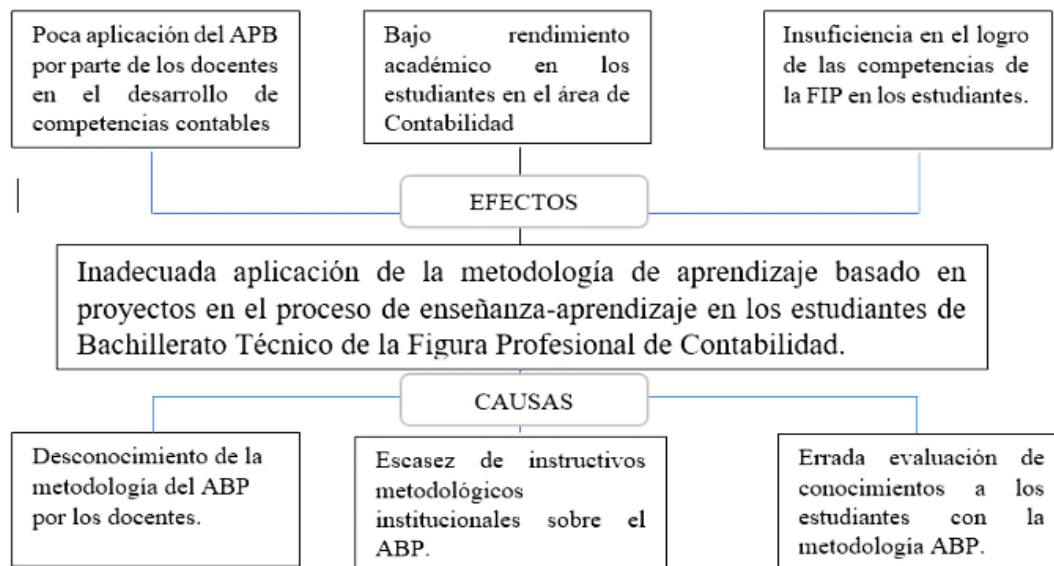 Poca aplicación del APB
por parte de los docentes
en el desarrollo de
competencias contables
Bajo rendimiento
académico en los
estudiantes en el área de
Contabilidad
Insuficiencia en el logro
de las competencias de
la FIP en los estudiantes.
EFECTOS
Inadecuada aplicación de la metodología de aprendizaje basado en
proyectos en el proceso de enseñanza-aprendizaje en los estudiantes de
Bachillerato Técnico de la Figura Profesional de Contabilidad.
CAUSAS
Desconocimiento de la
metodología del ABP
por los docentes.
Escasez de instructivos
metodológicos
institucionales sobre el
ABP.
Errada evaluación de
conocimientos a los
estudiantes con la
metodología ABP.